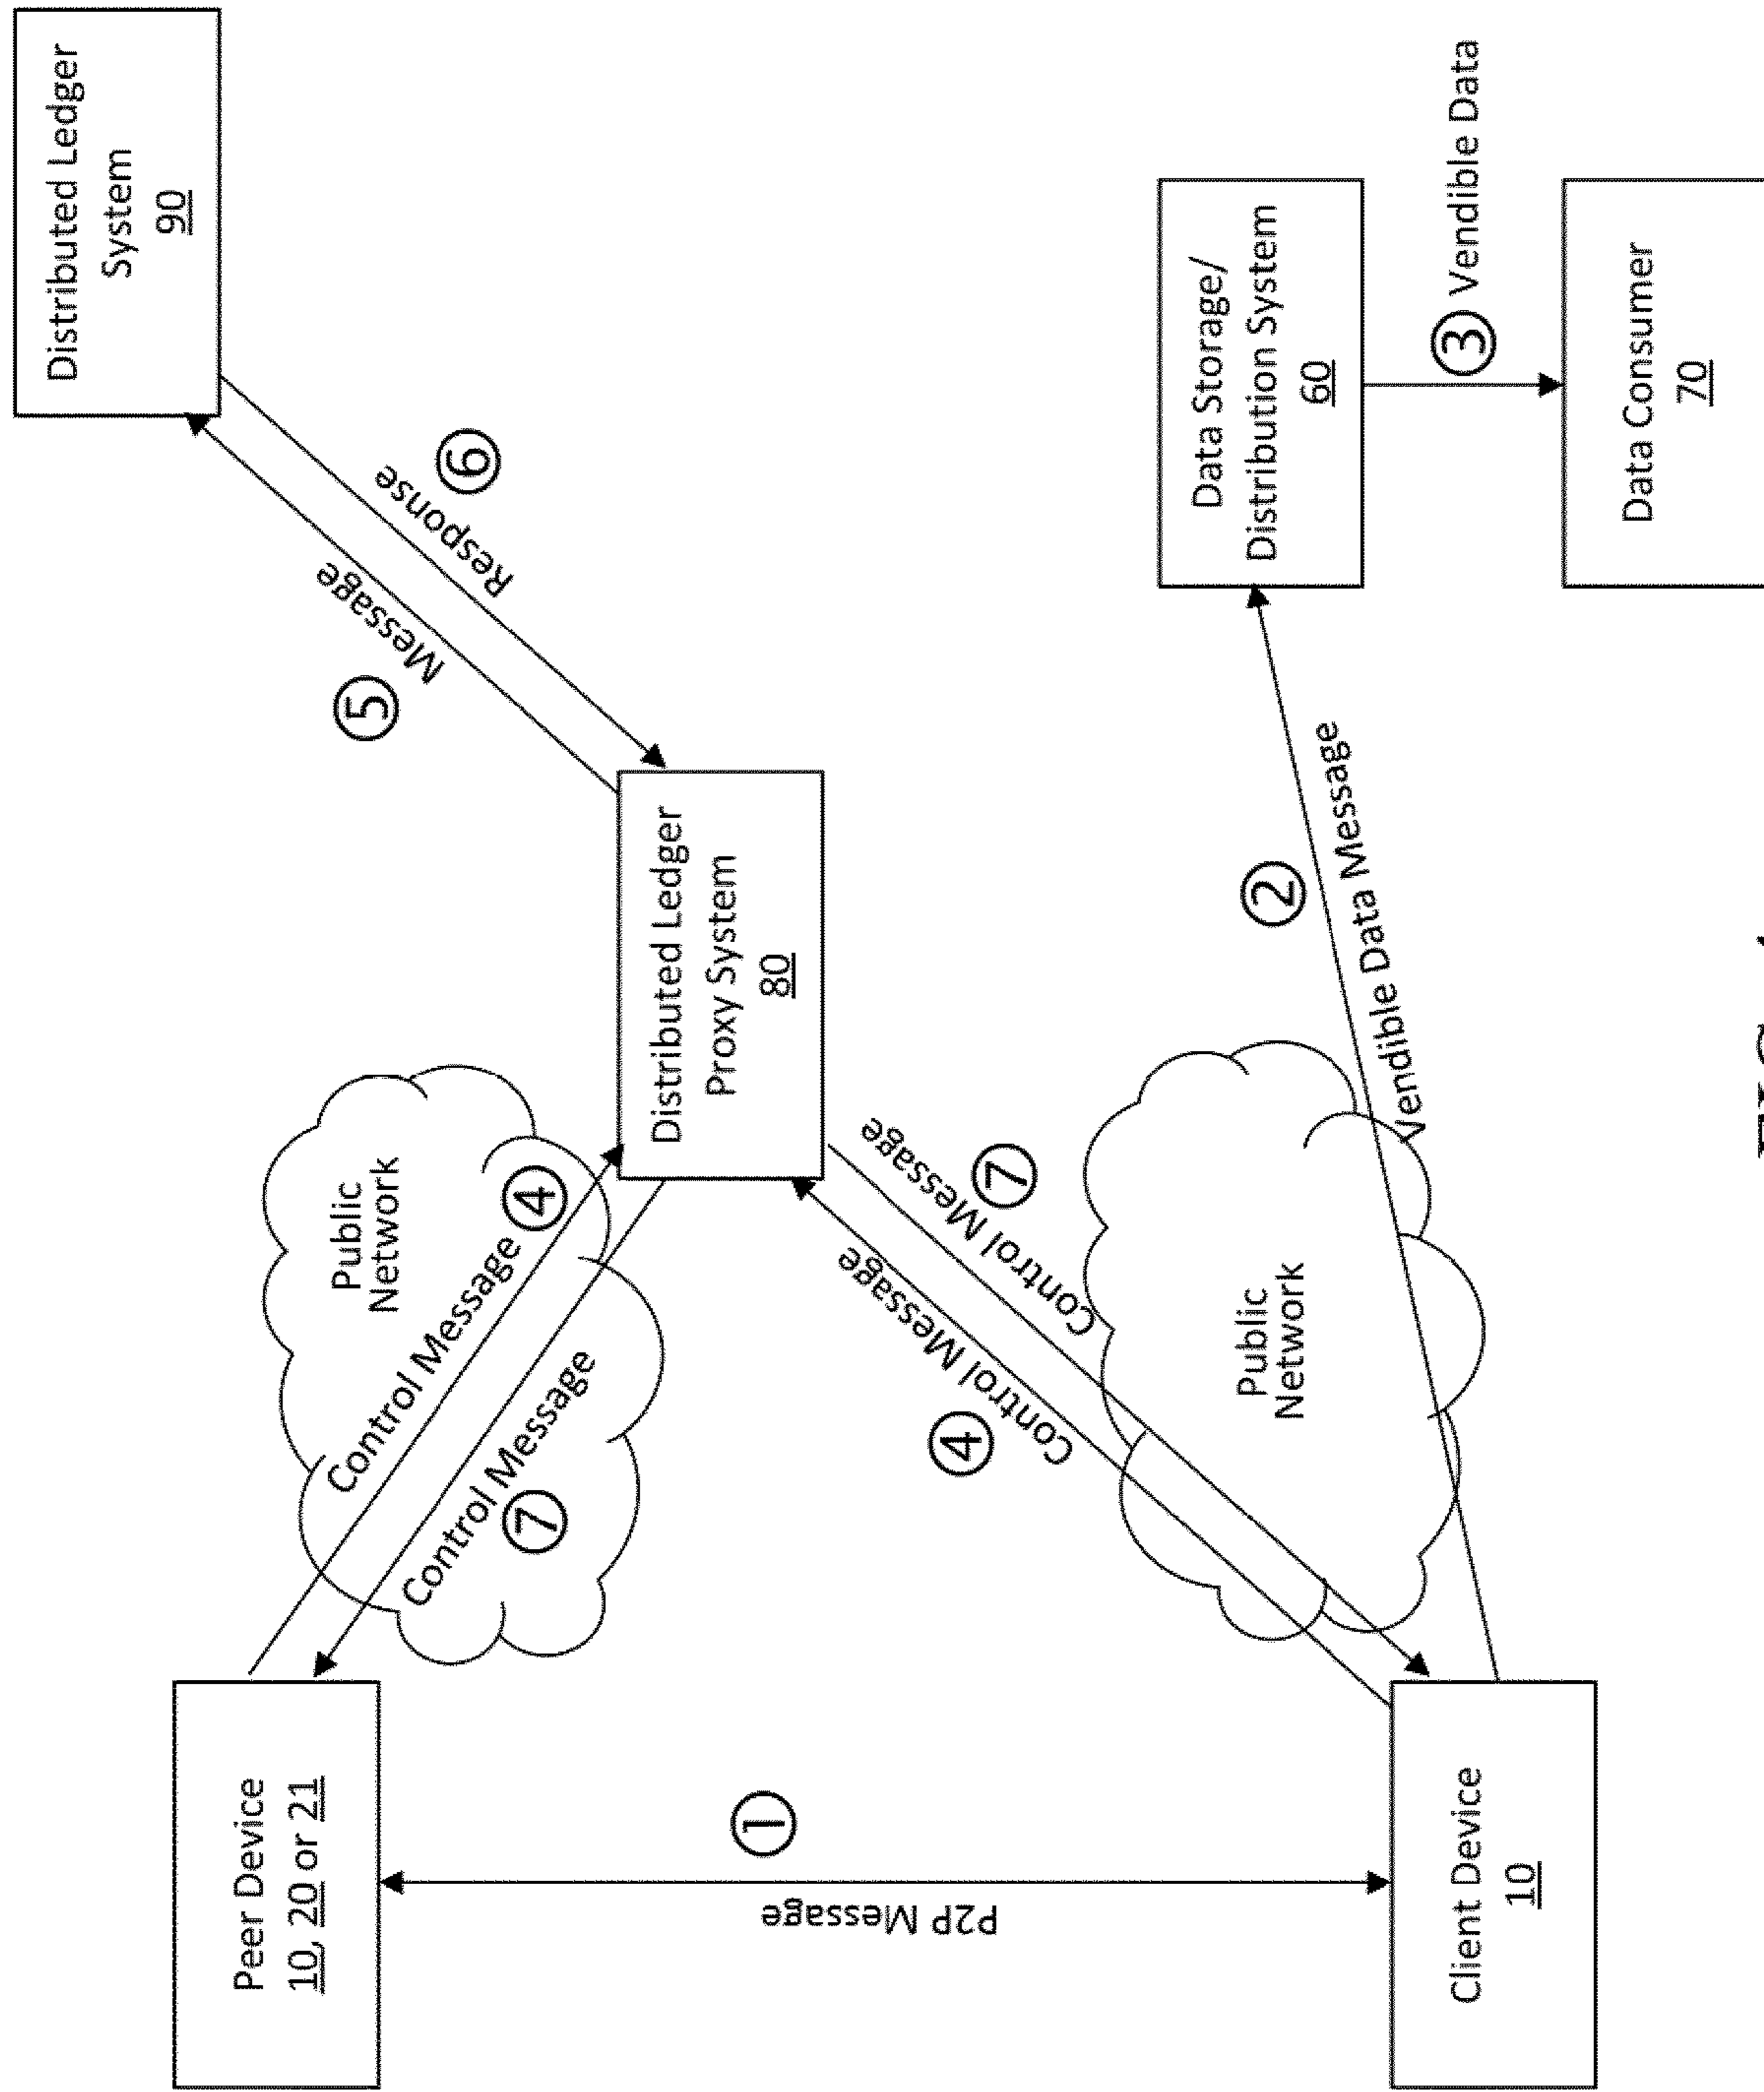 Peer Device
10, 20 or 21
Public
Network
Control Message ④
Control Message
⑦
Distributed Ledger
System
90
⑤
Message
Response
⑥
Distributed Ledger
Proxy System
80
P2P Message
①
④
Control Message
Control Message
⑦
Public
Network
②
Vendible Data Message
Data Storage/
Distribution System
60
③ Vendible Data
Client Device
10
Data Consumer
70